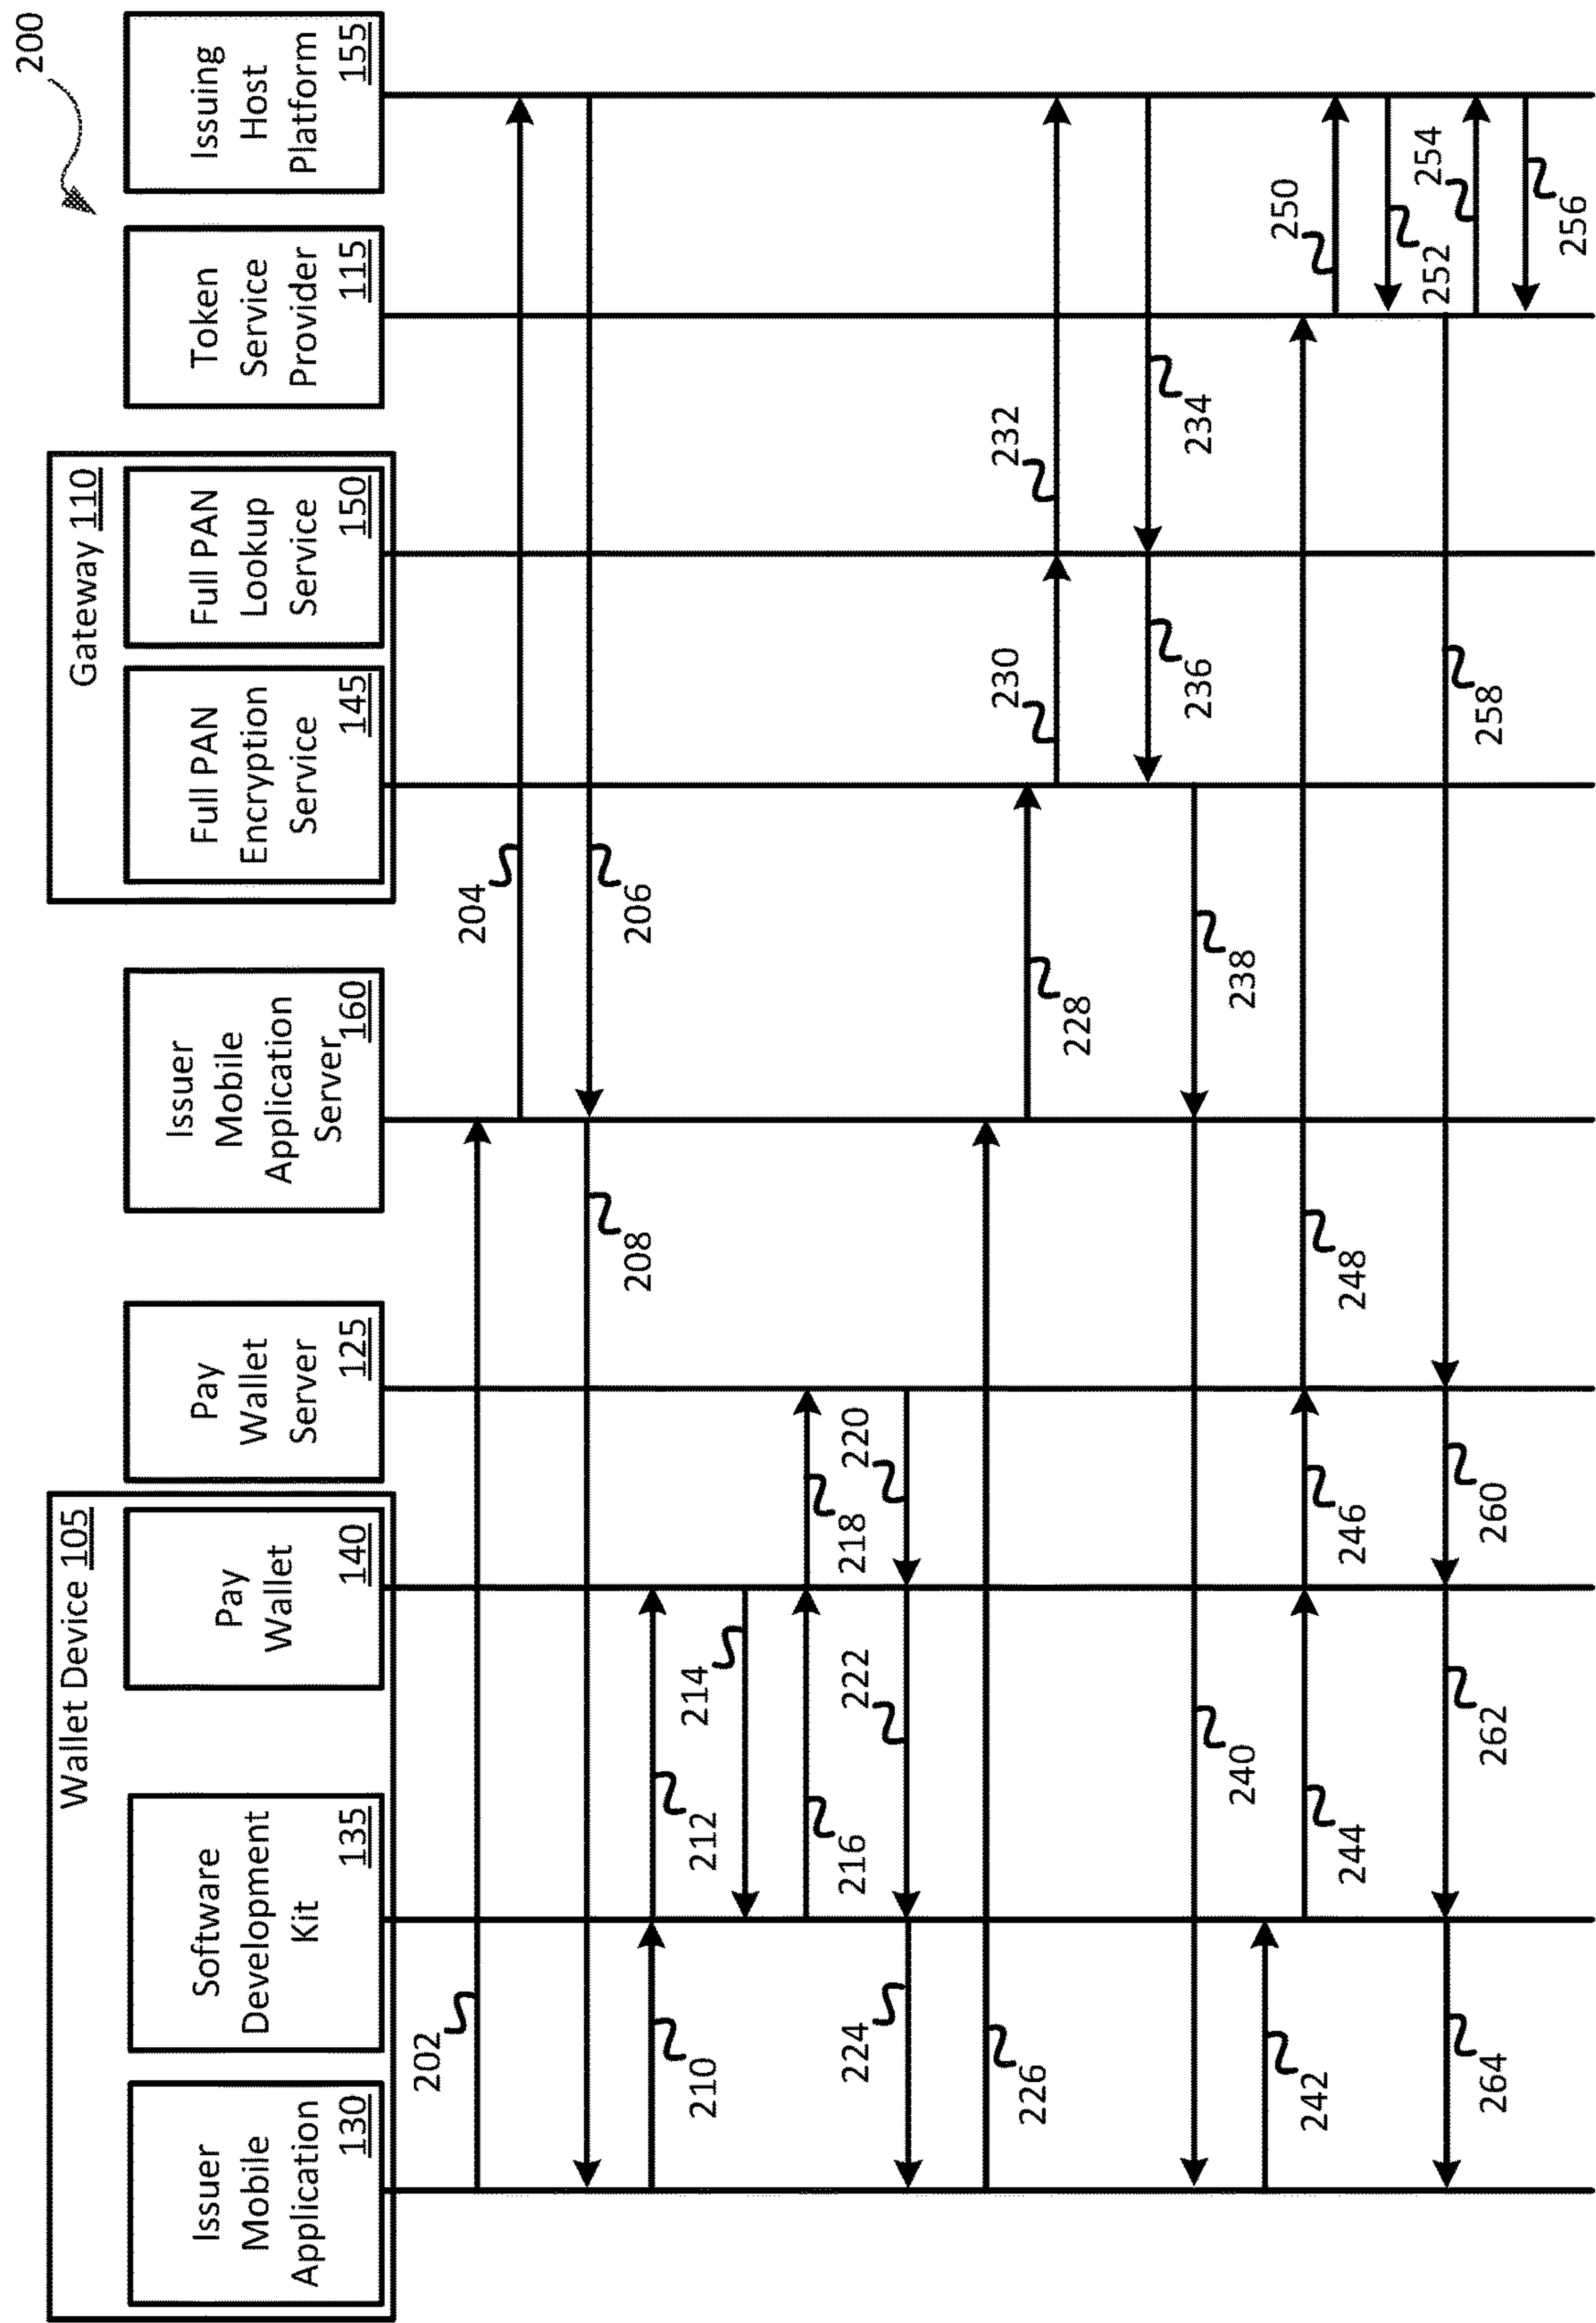 200
Wallet Device 105
Issuer
Mobile
Application
130
Software
Development
Kit
135
Pay
Wallet
140
Pay
Wallet
Server
125
Issuer
Mobile
Application
Server
160
Gateway 110
Full PAN
Encryption
Service
145
Full PAN
Lookup
Service
150
Token
Service
Provider
115
Issuing
Host
Platform
155
202
204
206
208
210
212
214
216
218
220
222
224
226
228
230
232
234
236
238
240
242
244
246
248
250
252
254
256
258
260
262
264